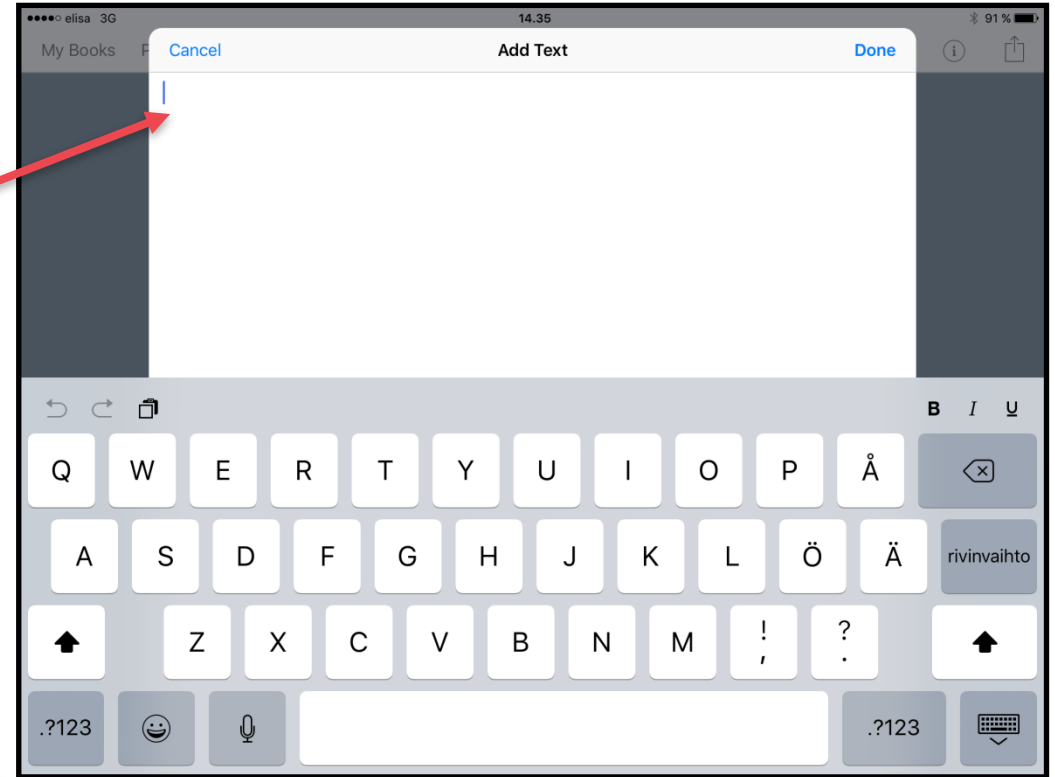 elisa 3G 14.35 91 %
My Books P Cancel Add Text Done
B I U
Q W E R T Y U I O P Å
A S D F G H J K L Ö Ä rivinvaihto
Z X C V B N M ! , ? .
.?123 .?123